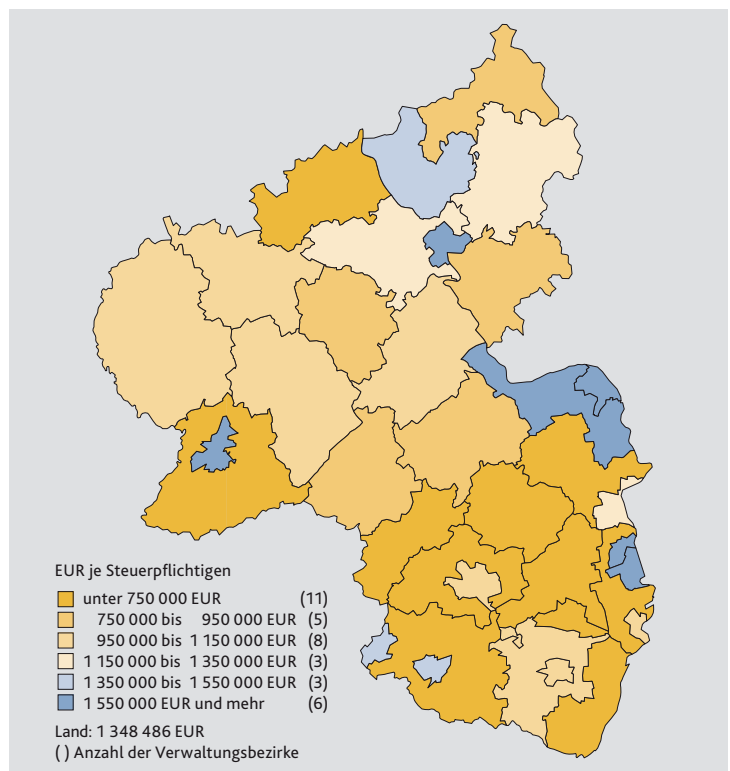 EUR je Steuerpflichtigen
unter 750 000 EUR (11)
750 000 bis 950 000 EUR (5)
950 000 bis 1 150 000 EUR (8)
1 150 000 bis 1 350 000 EUR (3)
1 350 000 bis 1 550 000 EUR (3)
1 550 000 EUR und mehr (6)
Land: 1 348 486 EUR
( ) Anzahl der Verwaltungsbezirke